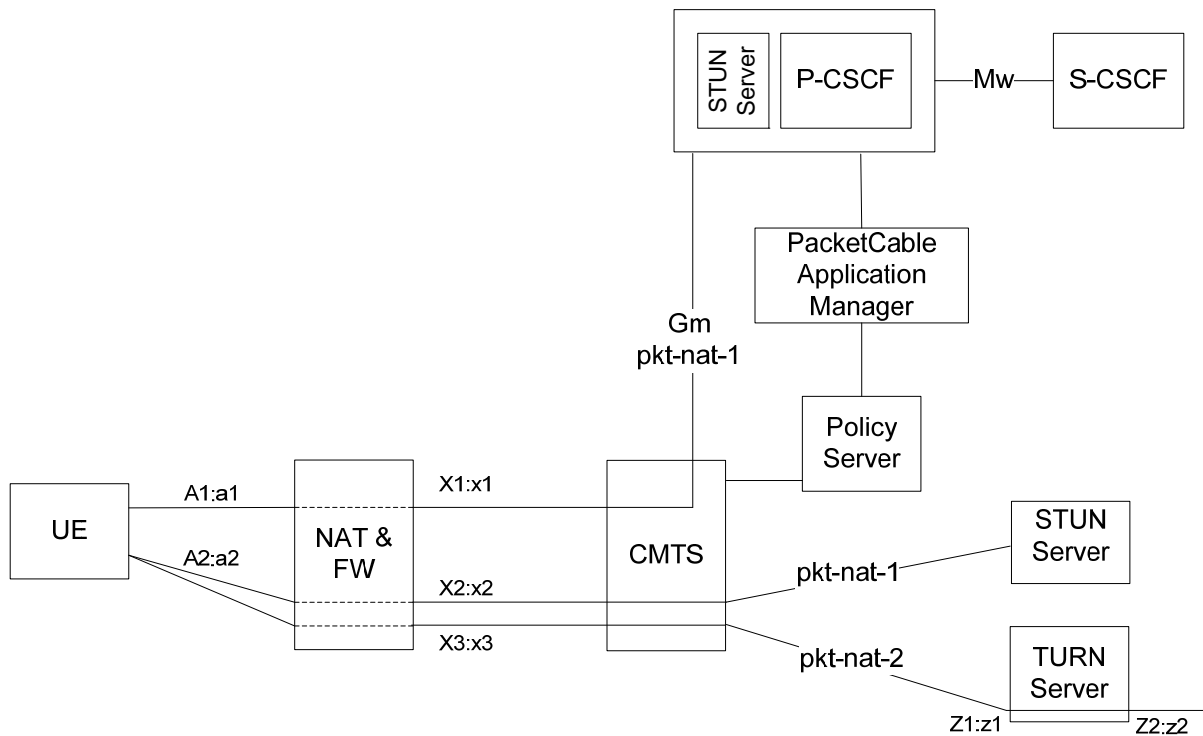 STUN
Server
P-CSCF
Mw
S-CSCF
PacketCable
Application
Manager
Gm
pkt-nat-1
Policy
Server
A1:a1
X1:x1
UE
NAT &
FW
CMTS
STUN
Server
A2:a2
pkt-nat-1
X2:x2
X3:x3
pkt-nat-2
TURN
Server
Z1:z1
Z2:z2